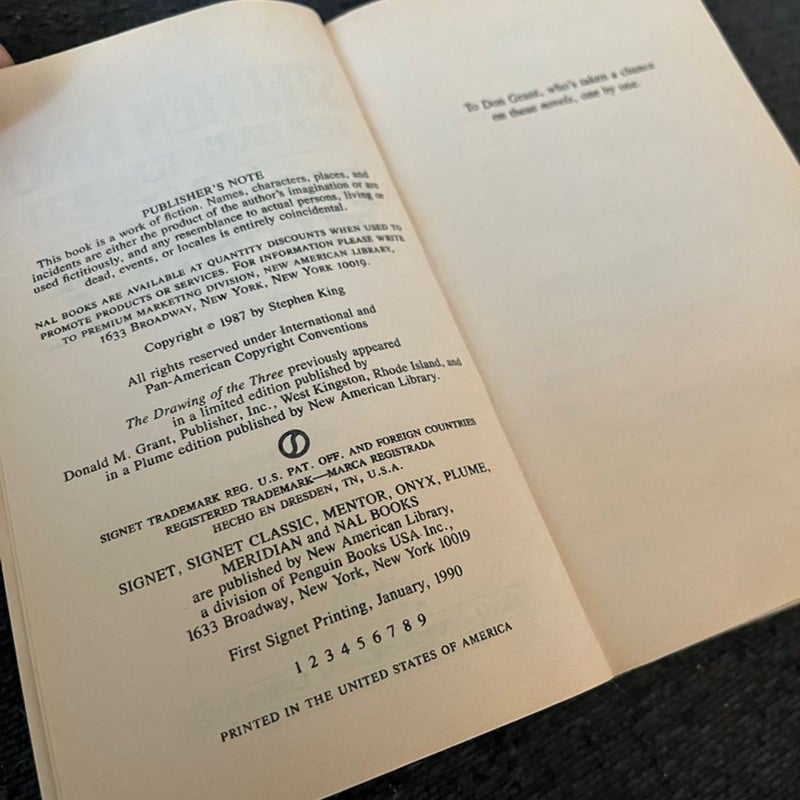 PUBLISHER'S NOTE
This book is a work of fiction. Names, characters, places, and
incidents are either the product of the author's imagination or are
used fictitiously, and any resemblance to actual persons, living or
dead, events, or locales is entirely coincidental.
NAL BOOKS ARE AVAILABLE AT QUANTITY DISCOUNTS WHEN USED TO
PROMOTE PRODUCTS OR SERVICES. FOR INFORMATION PLEASE WRITE
TO PREMIUM MARKETING DIVISION, NEW AMERICAN LIBRARY,
1633 BROADWAY, NEW YORK, NEW YORK 10019.
Copyright © 1987 by Stephen King
All rights reserved under International and
Pan-American Copyright Conventions
The Drawing of the Three previously appeared
in a limited edition published by
Donald M. Grant, Publisher, Inc., West Kingston, Rhode Island, and
in a Plume edition published by New American Library.
SIGNET TRADEMARK REG. U.S. PAT. OFF. AND FOREIGN COUNTRIES
REGISTERED TRADEMARK—MARCA REGISTRADA
HECHO EN DRESDEN, TN, U.S.A.
SIGNET, SIGNET CLASSIC, MENTOR, ONYX, PLUME,
MERIDIAN and NAL BOOKS
are published by New American Library,
a division of Penguin Books USA Inc.,
1633 Broadway, New York, New York 10019
First Signet Printing, January, 1990
1 2 3 4 5 6 7 8 9
PRINTED IN THE UNITED STATES OF AMERICA
To Don Grant, who's taken a chance
on these novels, one by one.